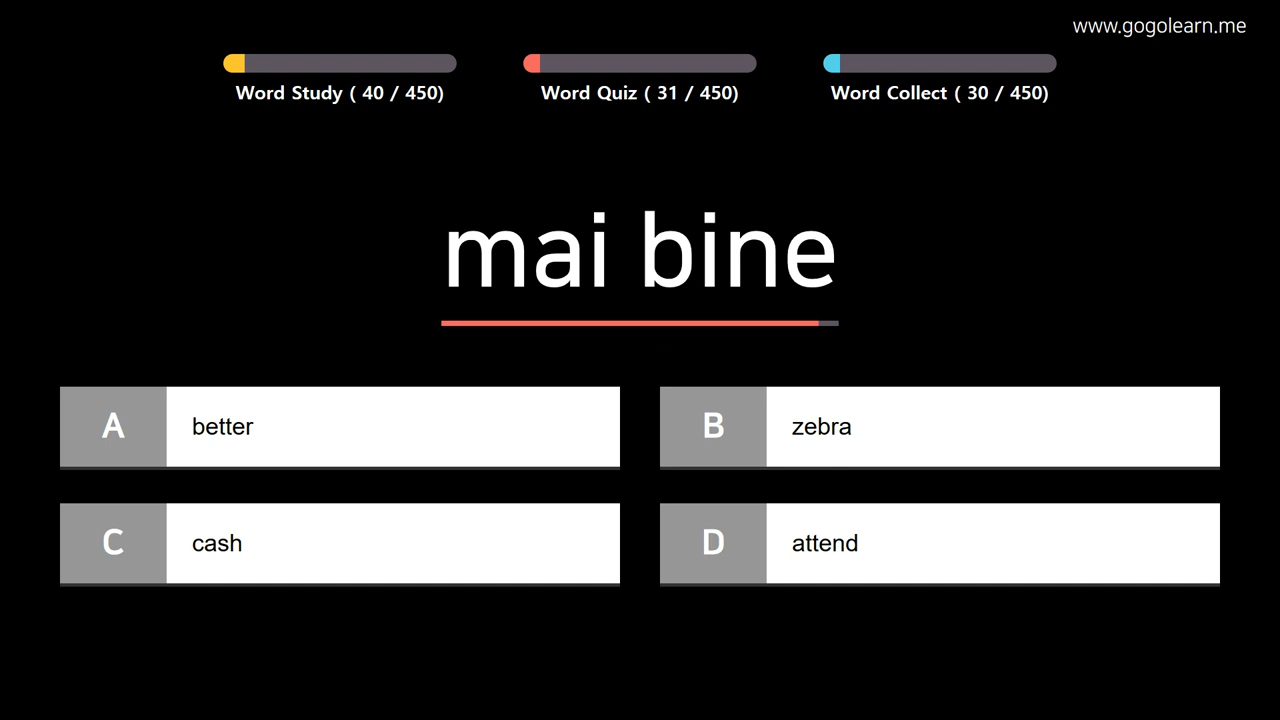 www.gogolearn.me
Word Study ( 40 / 450)
Word Quiz ( 31 / 450)
Word Collect ( 30 / 450)
mai bine
A better
B zebra
C cash
D attend